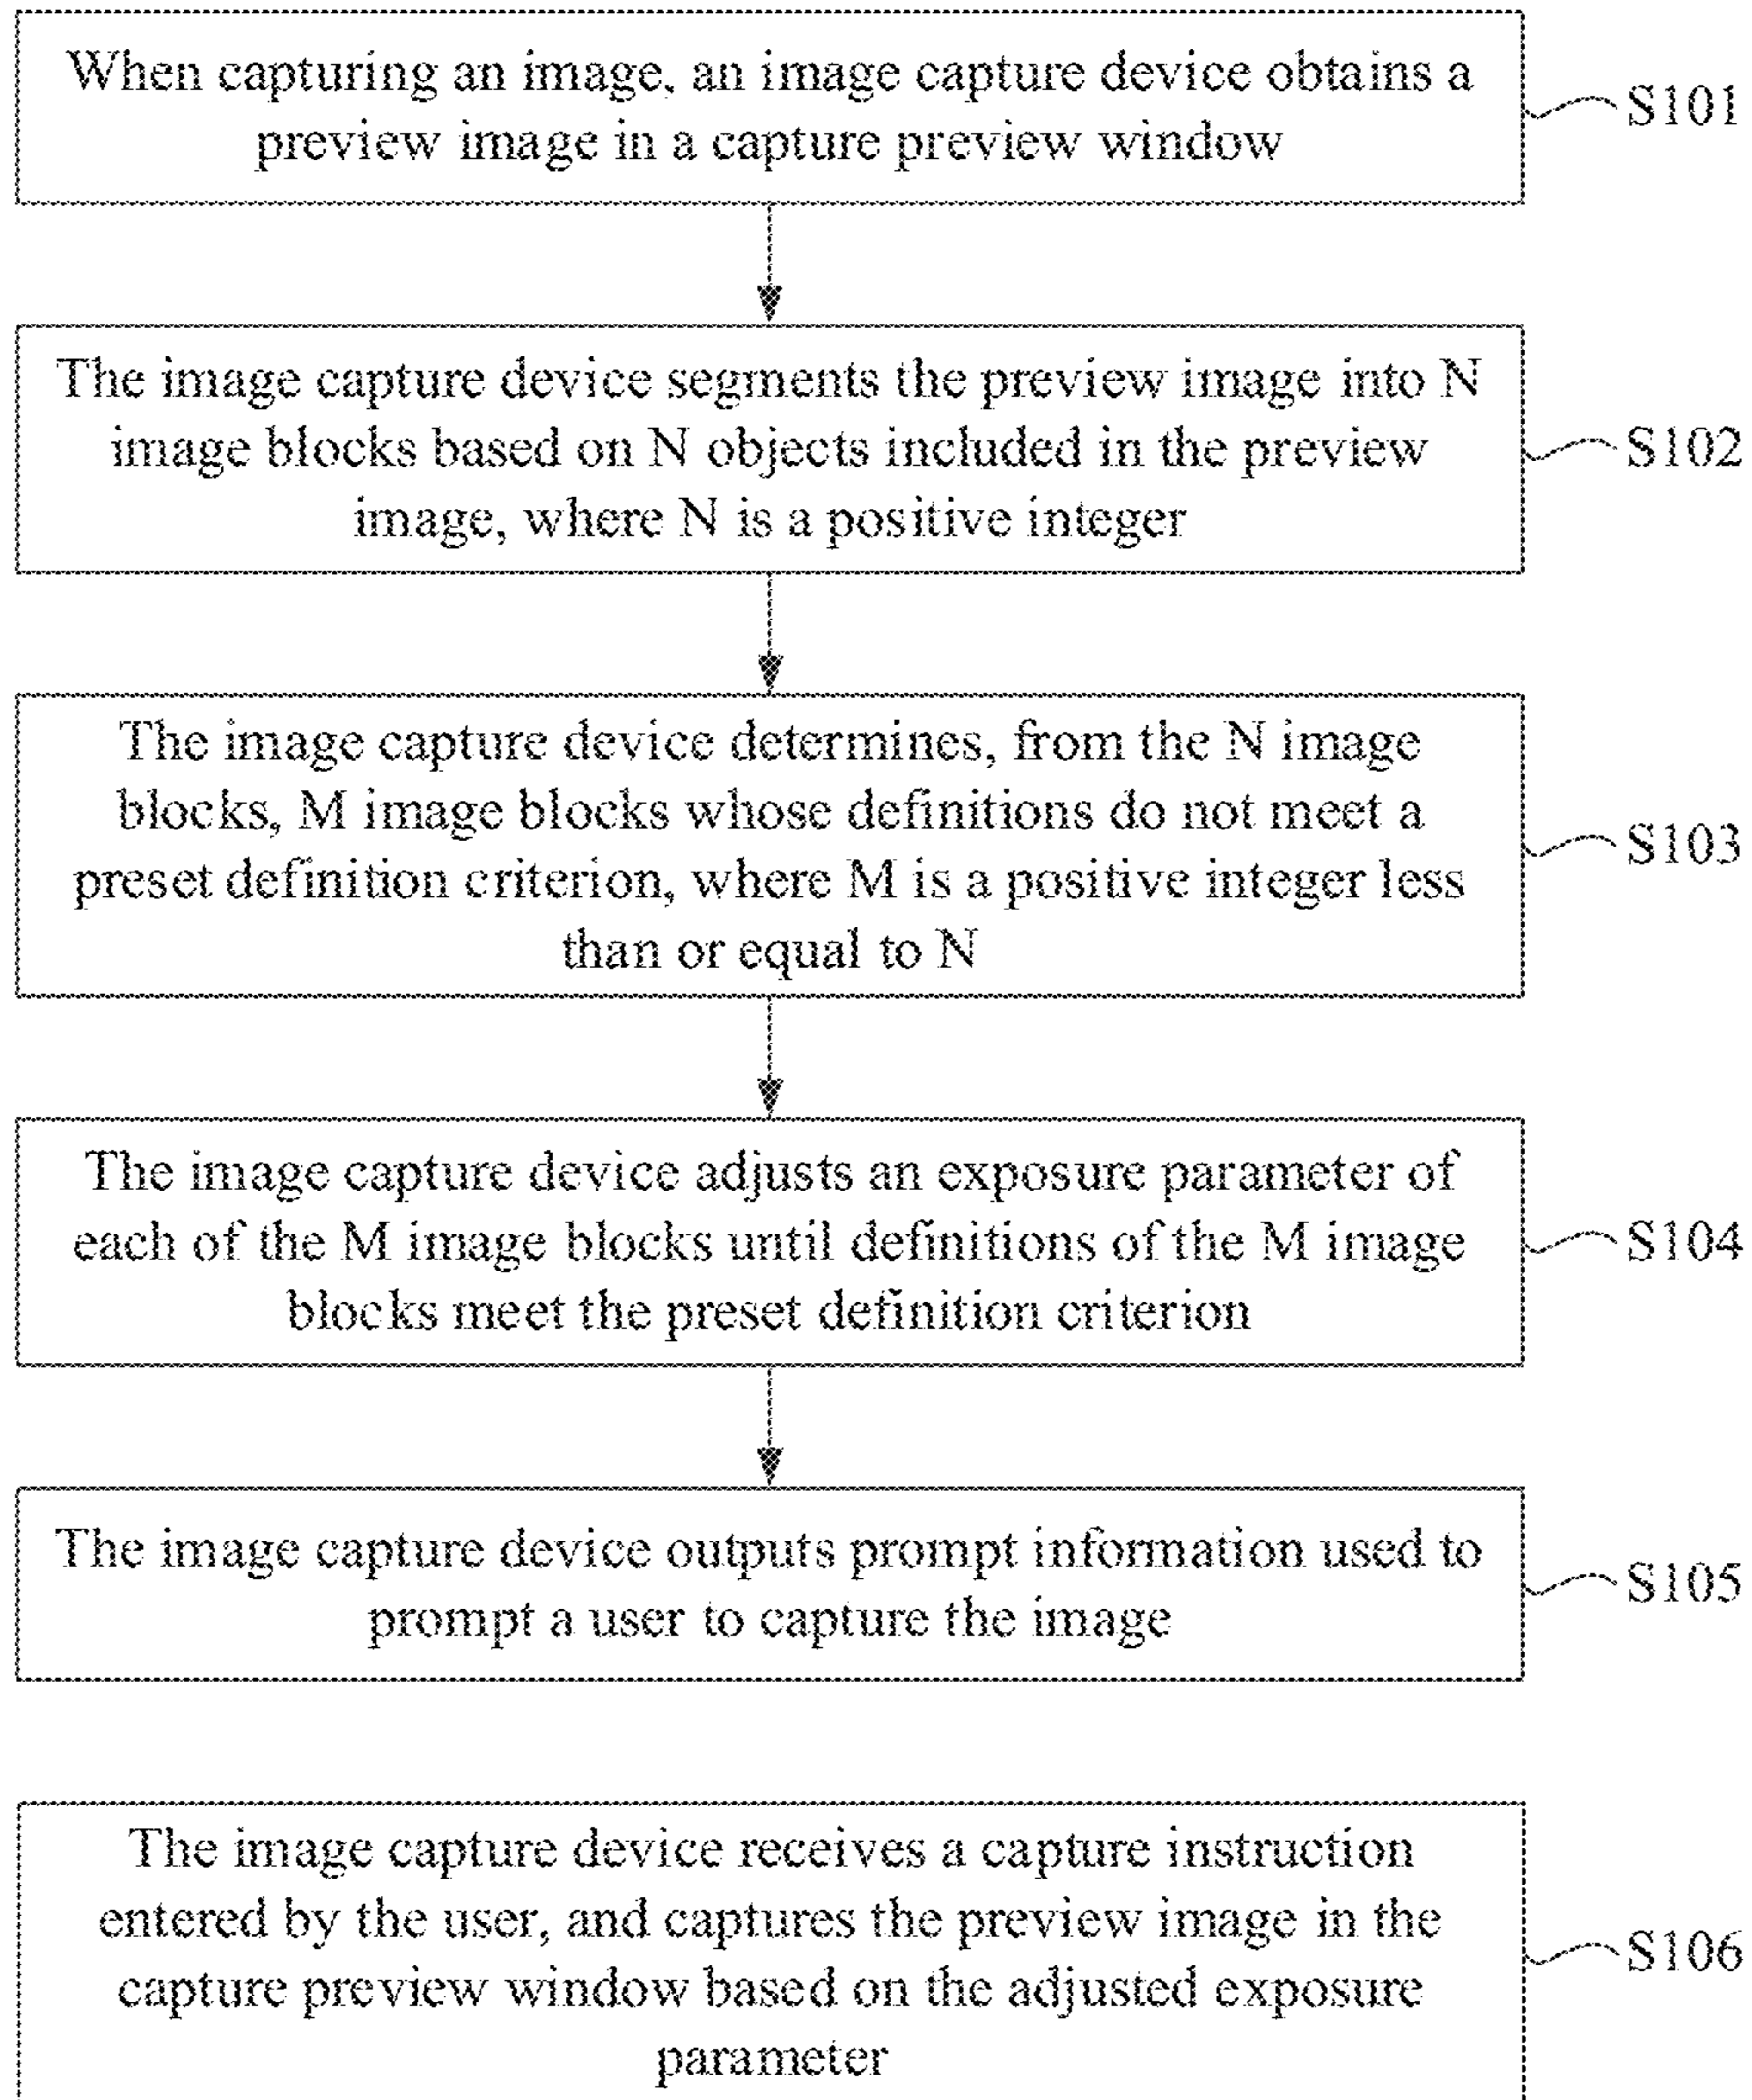 When capturing an image, an image capture device obtains a
preview image in a capture preview window
S101
The image capture device segments the preview image into N
image blocks based on N objects included in the preview
image, where N is a positive integer
S102
The image capture device determines, from the N image
blocks, M image blocks whose definitions do not meet a
preset definition criterion, where M is a positive integer less
than or equal to N
S103
The image capture device adjusts an exposure parameter of
each of the M image blocks until definitions of the M image
blocks meet the preset definition criterion
S104
The image capture device outputs prompt information used to
prompt a user to capture the image
S105
The image capture device receives a capture instruction
entered by the user, and captures the preview image in the
capture preview window based on the adjusted exposure
parameter
S106